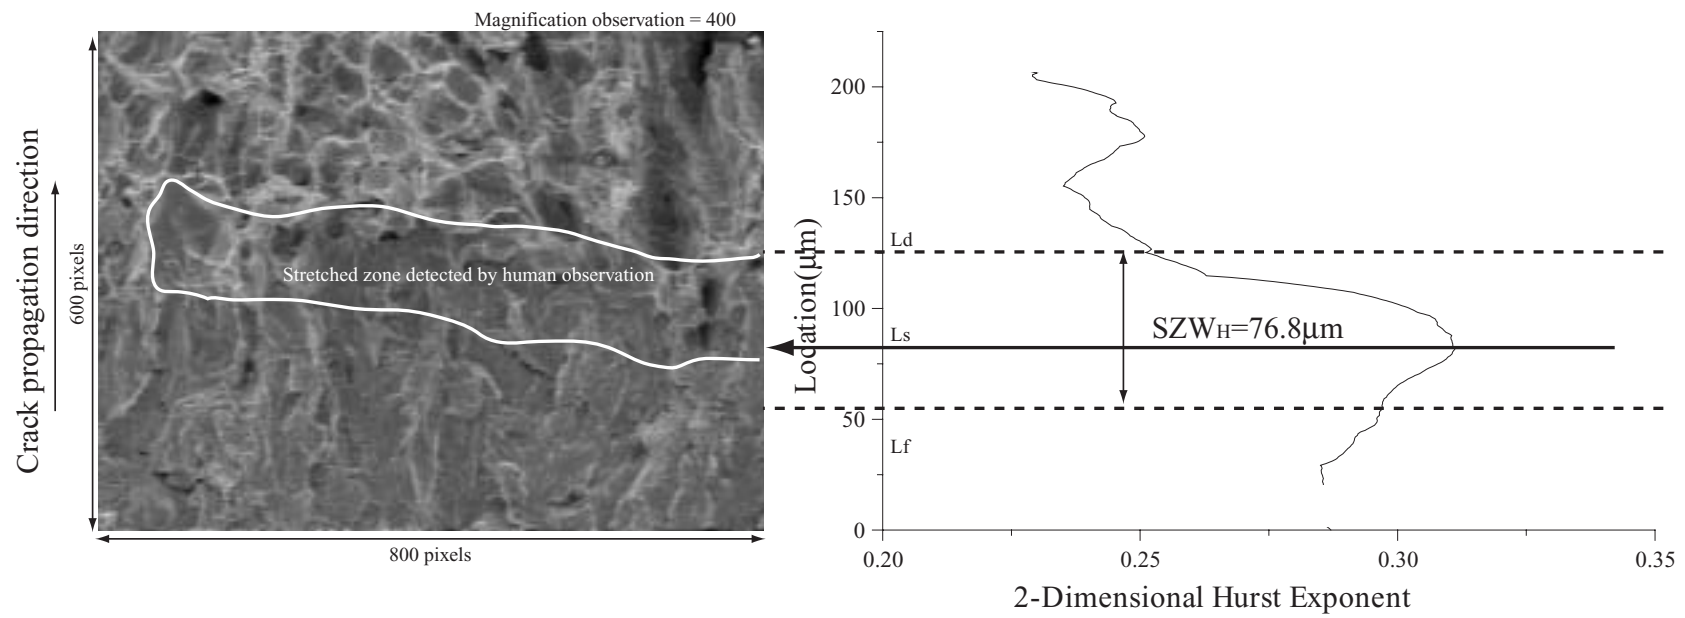 Magnification observation = 400
Crack propagation direction
600 pixels
Stretched zone detected by human observation
800 pixels
Location(μm)
200
150
100
50
0
Ld
Ls
Lf
SZWH=76.8μm
0.20
0.25
0.30
0.35
2-Dimensional Hurst Exponent